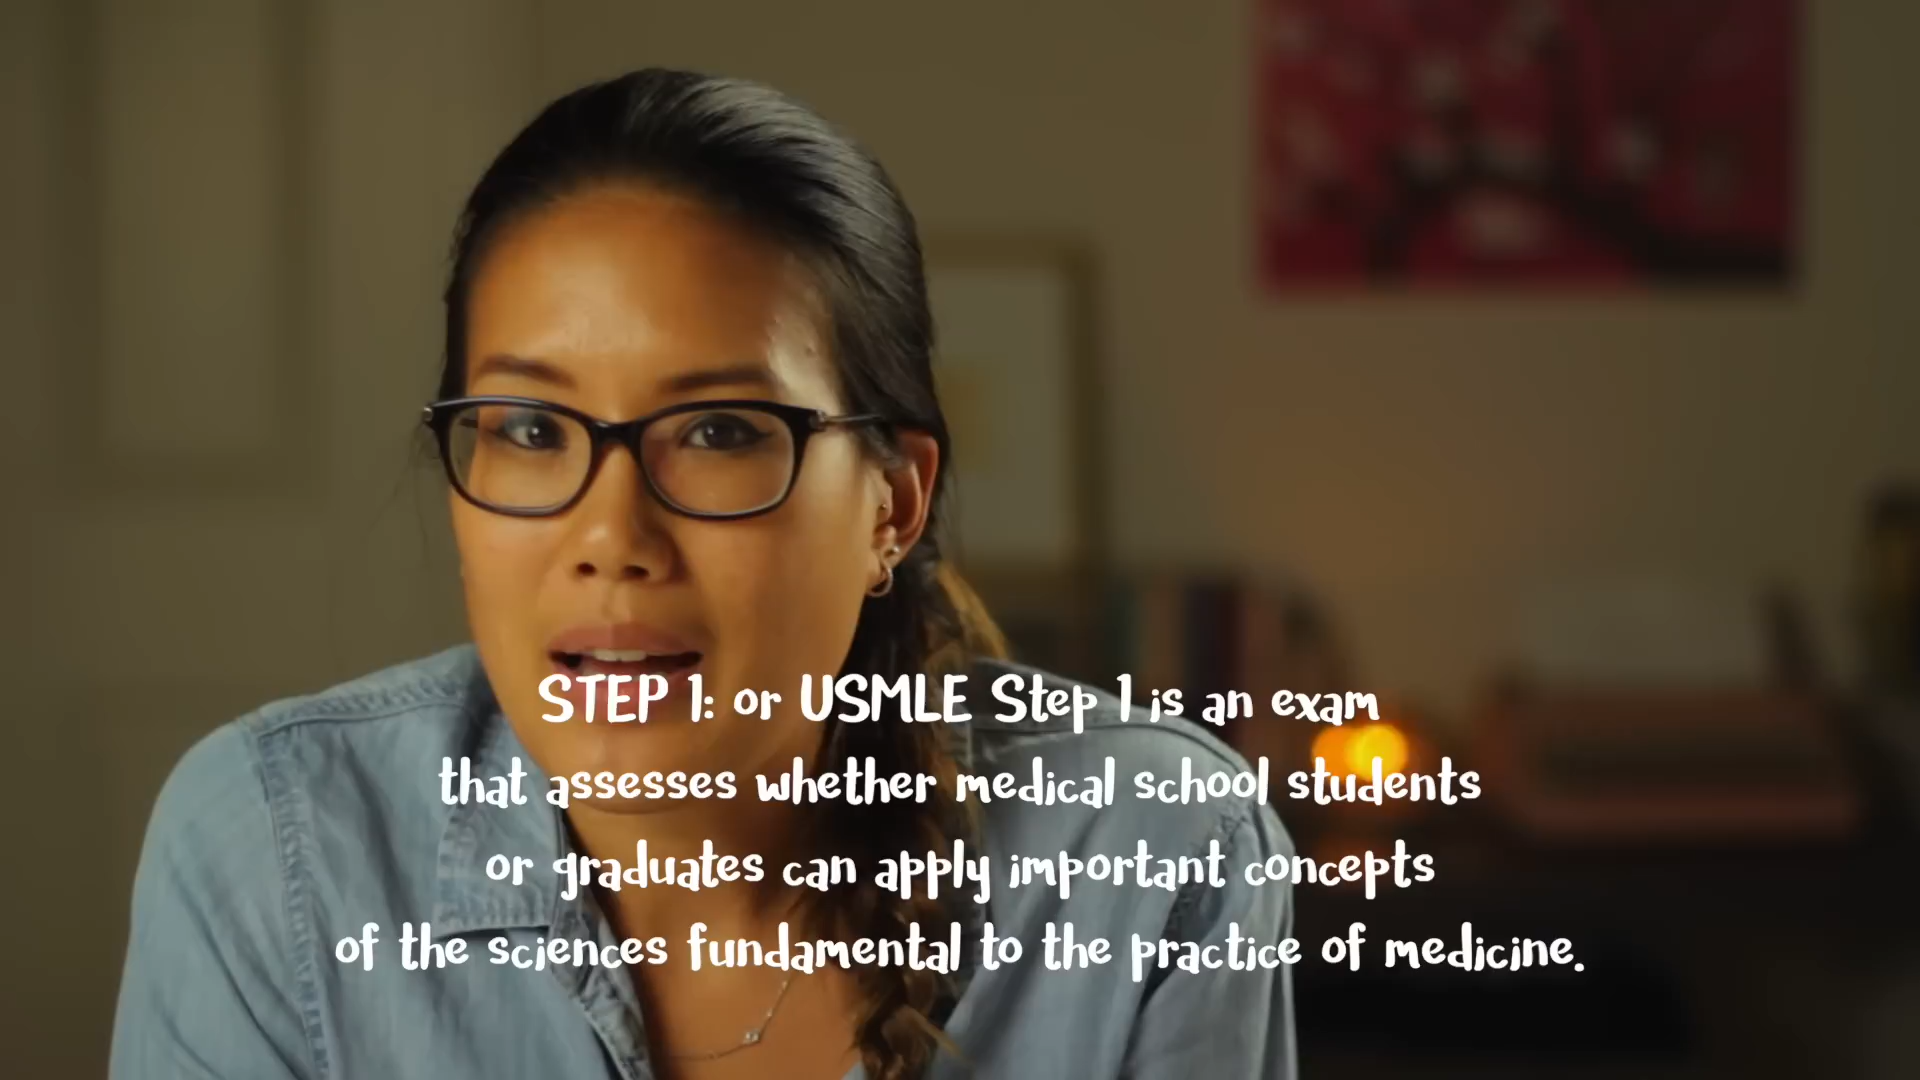 STEP 1: or USMLE Step 1 is an exam
that assesses whether medical school students
or graduates can apply important concepts
of the sciences fundamental to the practice of medicine.